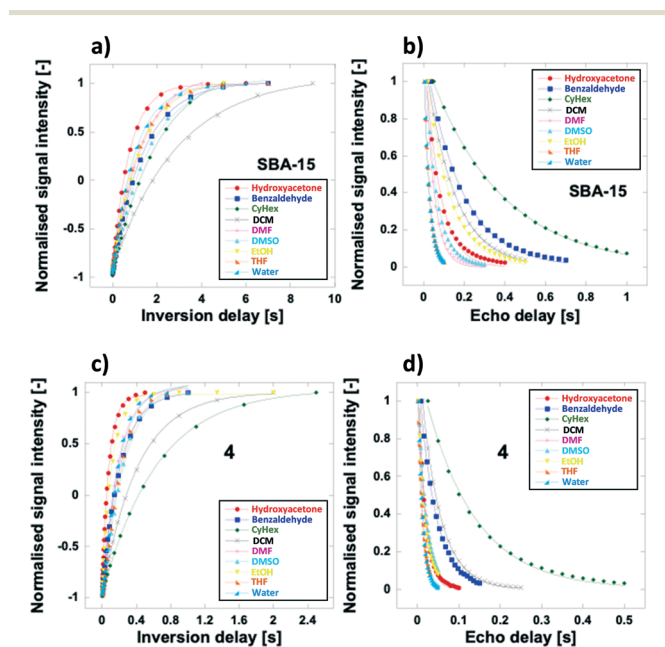 a)
Normalised signal intensity [-]
1
0.5
0
-0.5
-1
SBA-15
Hydroxyacetone
Benzaldehyde
CyHex
DCM
DMF
DMSO
EtOH
THF
Water
0 2 4 6 8 10
Inversion delay [s]
b)
Normalised signal intensity [-]
1
0.8
0.6
0.4
0.2
0
Hydroxyacetone
Benzaldehyde
CyHex
DCM
DMF
DMSO
EtOH
THF
Water
SBA-15
0 0.2 0.4 0.6 0.8 1
Echo delay [s]
c)
Normalised signal intensity [-]
1
0.5
0
-0.5
-1
4
Hydroxyacetone
Benzaldehyde
CyHex
DCM
DMF
DMSO
EtOH
THF
Water
0 0.4 0.8 1.2 1.6 2 2.4
Inversion delay [s]
d)
Normalised signal intensity [-]
1
0.8
0.6
0.4
0.2
0
4
Hydroxyacetone
Benzaldehyde
CyHex
DCM
DMF
DMSO
EtOH
THF
Water
0 0.1 0.2 0.3 0.4 0.5
Echo delay [s]